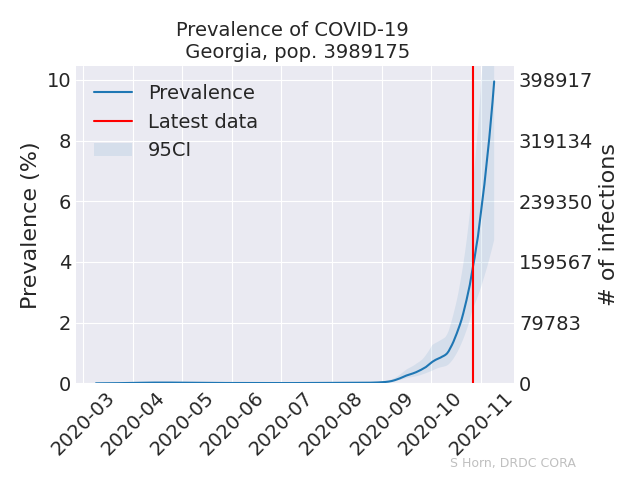 Prevalence of COVID-19
Georgia, pop. 3989175
Prevalence
Latest data
95CI
Prevalence (%)
10
8
6
4
2
0
398917
319134
239350
159567
79783
0
# of infections
2020-03
2020-04
2020-05
2020-06
2020-07
2020-08
2020-09
2020-10
2020-11
S Horn, DRDC CORA